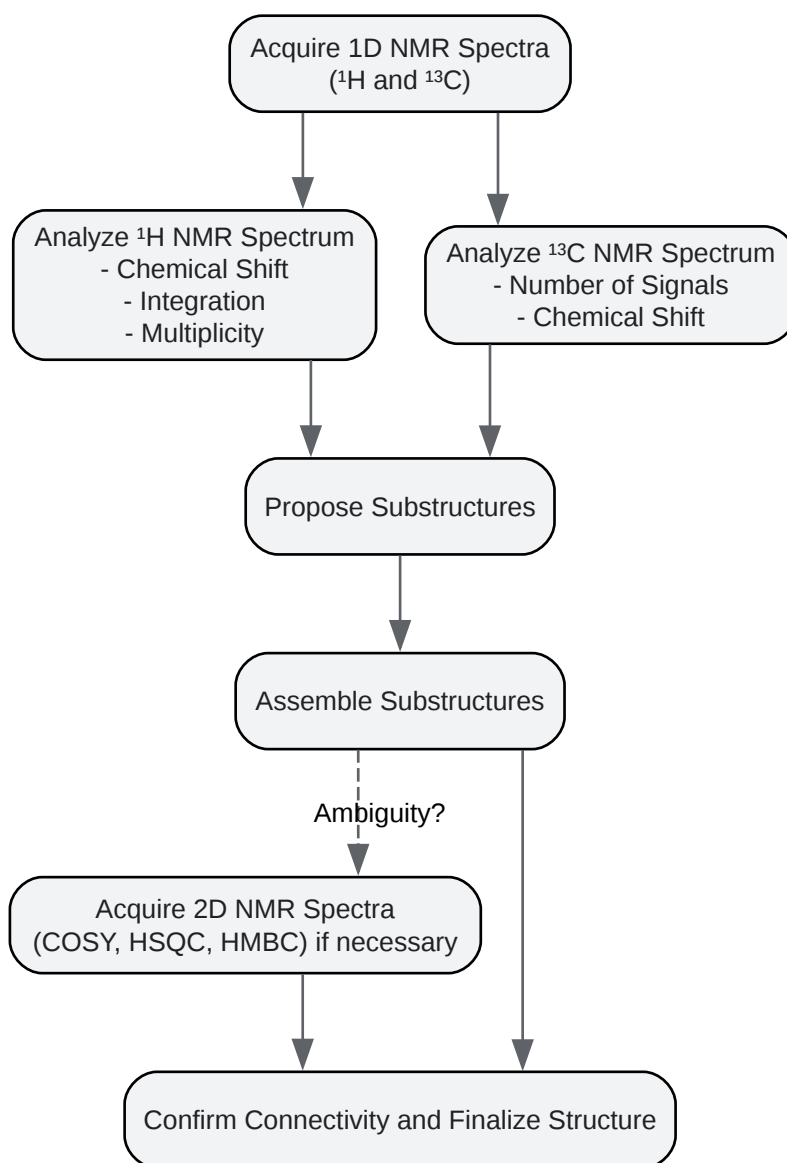 Acquire 1D NMR Spectra
(¹H and ¹³C)
Analyze ¹H NMR Spectrum
- Chemical Shift
- Integration
- Multiplicity
Analyze ¹³C NMR Spectrum
- Number of Signals
- Chemical Shift
Propose Substructures
Assemble Substructures
Ambiguity?
Acquire 2D NMR Spectra
(COSY, HSQC, HMBC) if necessary
Confirm Connectivity and Finalize Structure